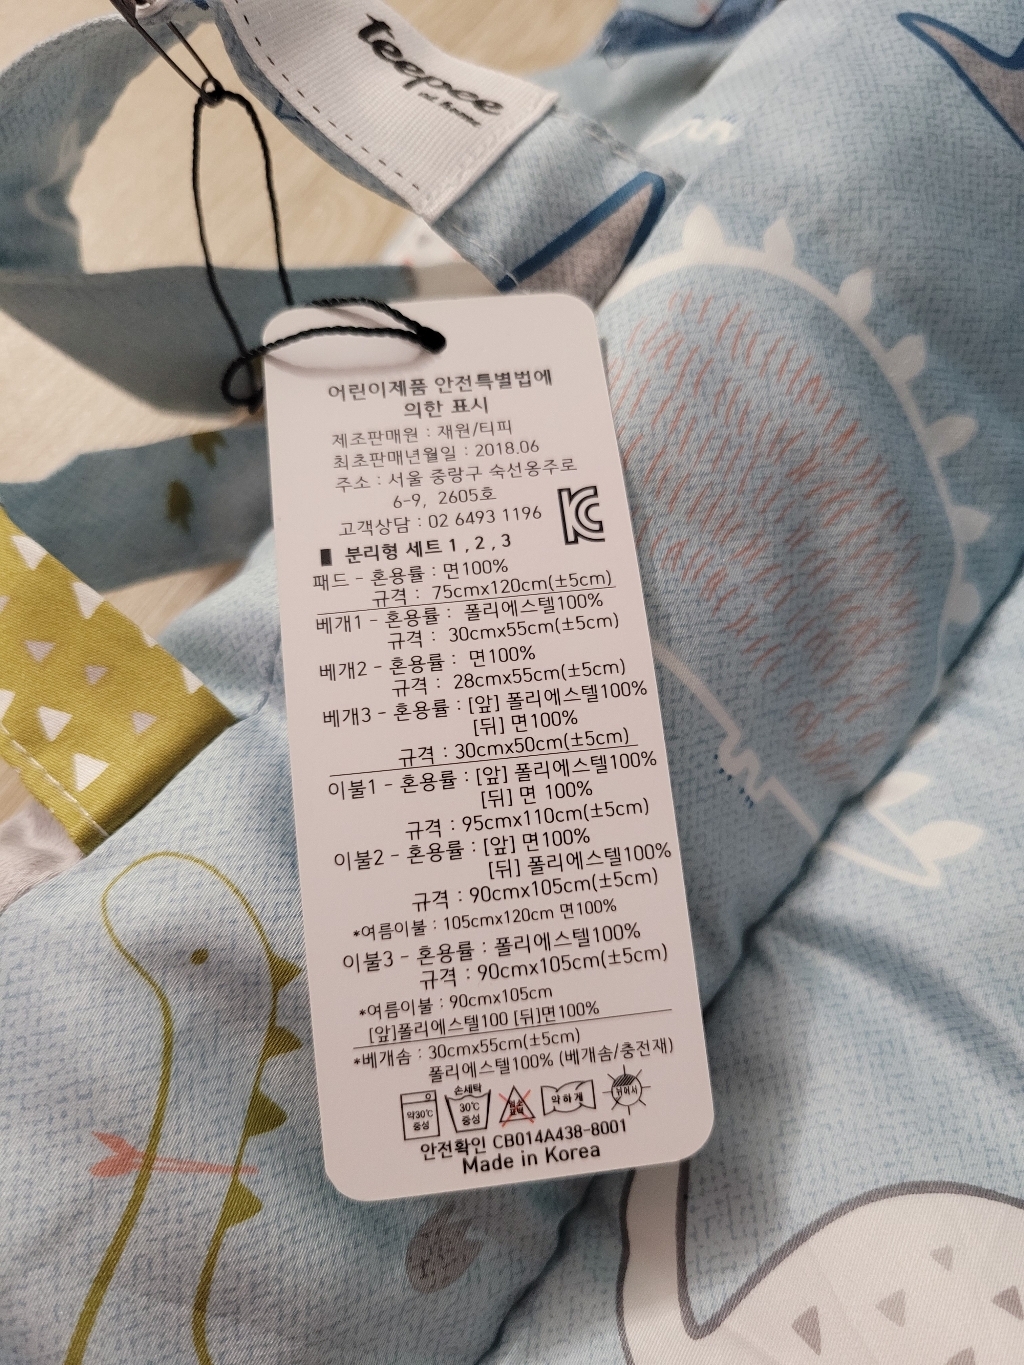 teepee
어린이제품 안전특별법에
의한 표시
제조판매원 : 재원/티피
최초판매년월일 : 2018.06
주소 : 서울 중랑구 숙선옹주로
6-9, 2605호
고객상담 : 02 6493 1196
KC
■ 분리형 세트 1 , 2 , 3
패드 - 혼용률 : 면100%
규격 : 75cmx120cm(±5cm)
베개1 - 혼용률 : 폴리에스텔100%
규격 : 30cmx55cm(±5cm)
베개2 - 혼용률 : 면100%
규격 : 28cmx55cm(±5cm)
베개3 - 혼용률 : [앞] 폴리에스텔100%
[뒤] 면100%
규격 : 30cmx50cm(±5cm)
이불1 - 혼용률 : [앞] 폴리에스텔100%
[뒤] 면 100%
규격 : 95cmx110cm(±5cm)
이불2 - 혼용률 : [앞] 면100%
[뒤] 폴리에스텔100%
규격 : 90cmx105cm(±5cm)
*여름이불 : 105cmx120cm 면100%
이불3 - 혼용률 : 폴리에스텔100%
규격 : 90cmx105cm(±5cm)
*여름이불 : 90cmx105cm
[앞]폴리에스텔100 [뒤]면100%
*베개솜 : 30cmx55cm(±5cm)
폴리에스텔100% (베개솜/충전재)
손세탁
약30℃ 30℃ 약하게
중성 중성
안전확인 CB014A438-8001
Made in Korea